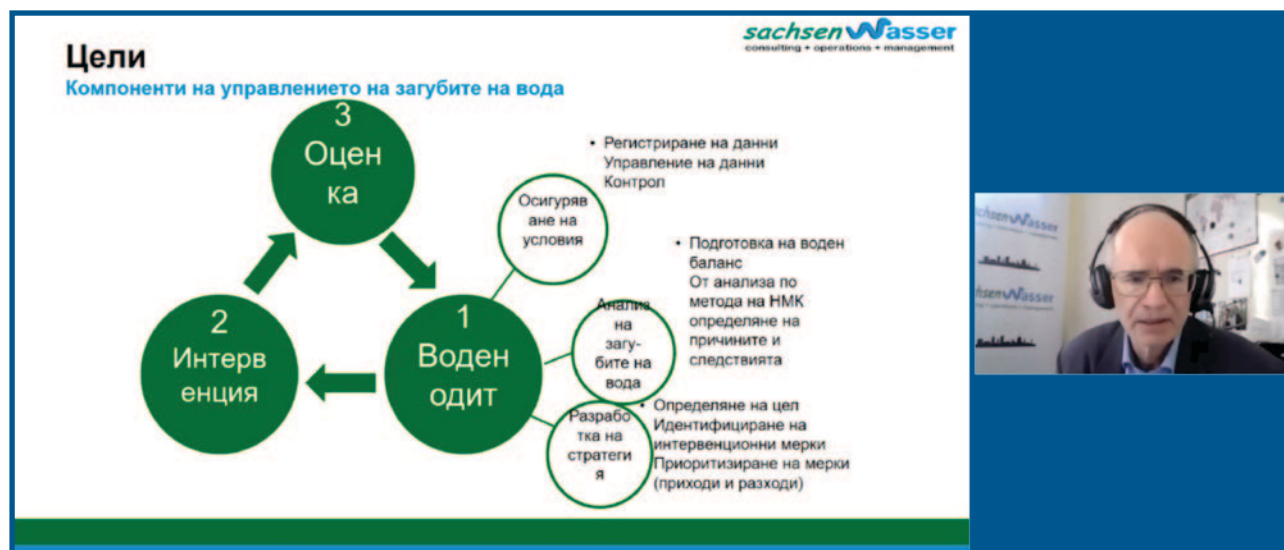 Цели
sachsenWasser
consulting + operations + management
Компоненти на управлението на загубите на вода
3
Оцен
ка
• Регистриране на данни
Управление на данни
Контрол
Осигуряв
ане на
условия
• Подготовка на воден
баланс
От анализа по
метода на НМК
определяне на
причините и
следствията
2
Интерв
енция
1
Воден
одит
Анализ
на
загу-
бите на
вода
• Определяне на цел
Идентифициране на
интервенционни мерки
Приоритизиране на мерки
(приходи и разходи)
Разрабо
тка на
стратеги
я
chsenWasser
chsenWasser